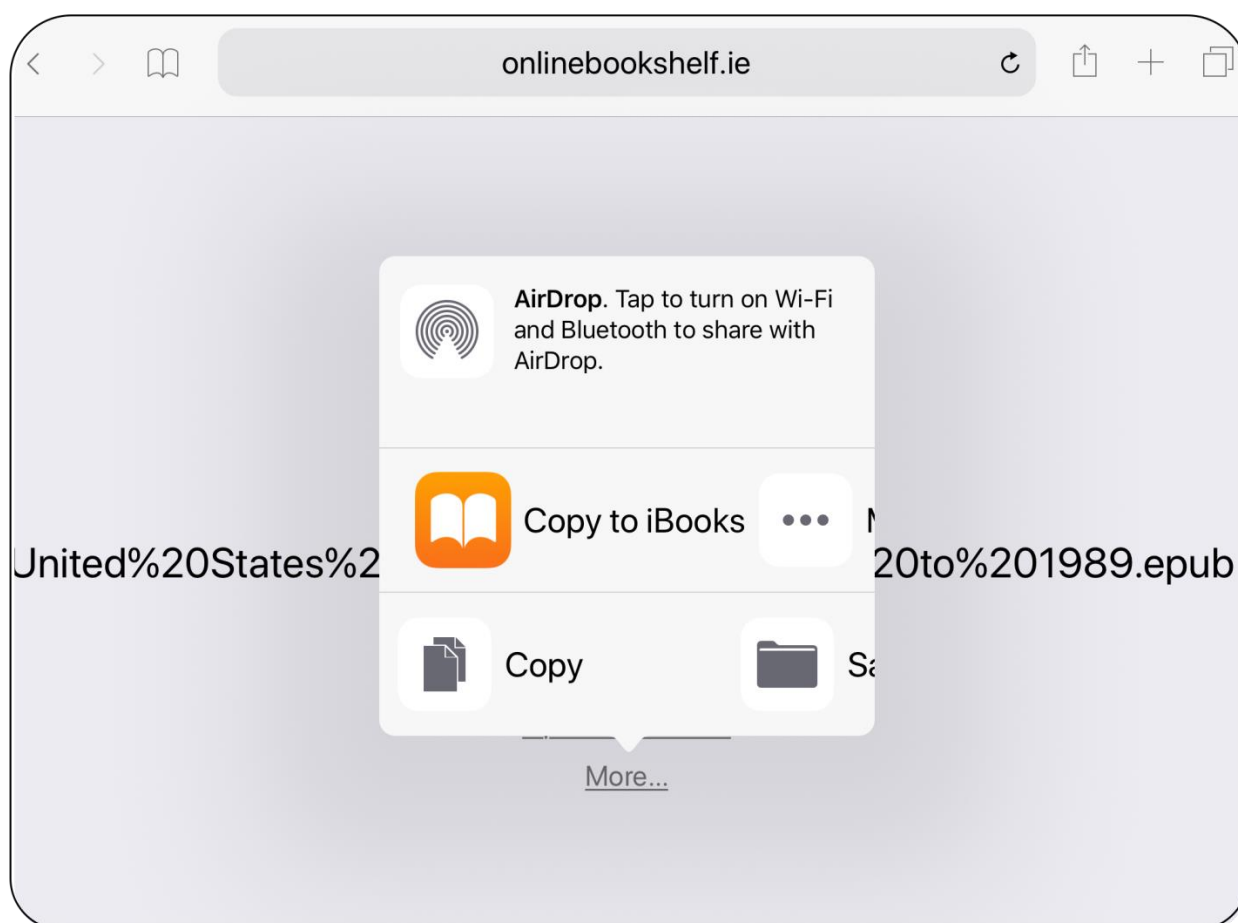 onlinebookshelf.ie
AirDrop. Tap to turn on Wi-Fi
and Bluetooth to share with
AirDrop.
Copy to iBooks
United%20States%2
20to%201989.epub
Copy
More...